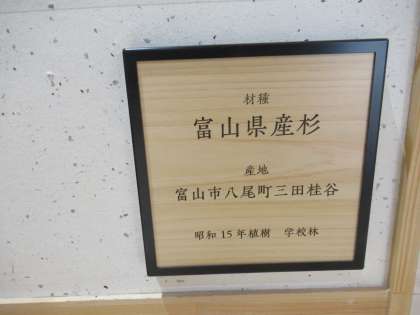 材種
富山県産杉
産地
富山市八尾町三田桂谷
昭和15年植樹　学校林